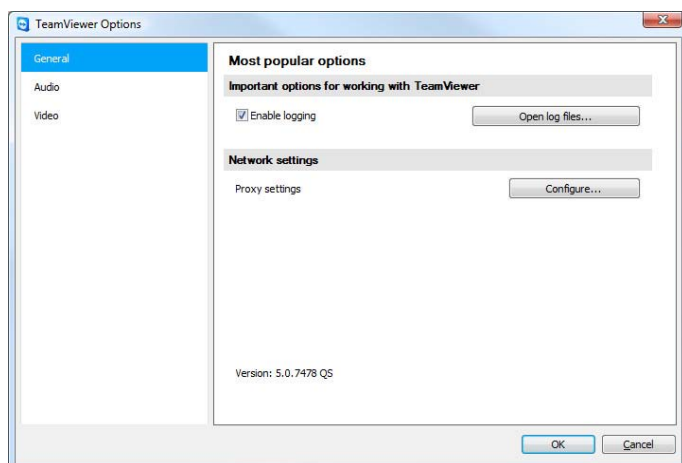 TeamViewer Options
General
Audio
Video
Most popular options
Important options for working with TeamViewer
Enable logging
Open log files...
Network settings
Proxy settings
Configure...
Version: 5.0.7478 QS
OK
Cancel